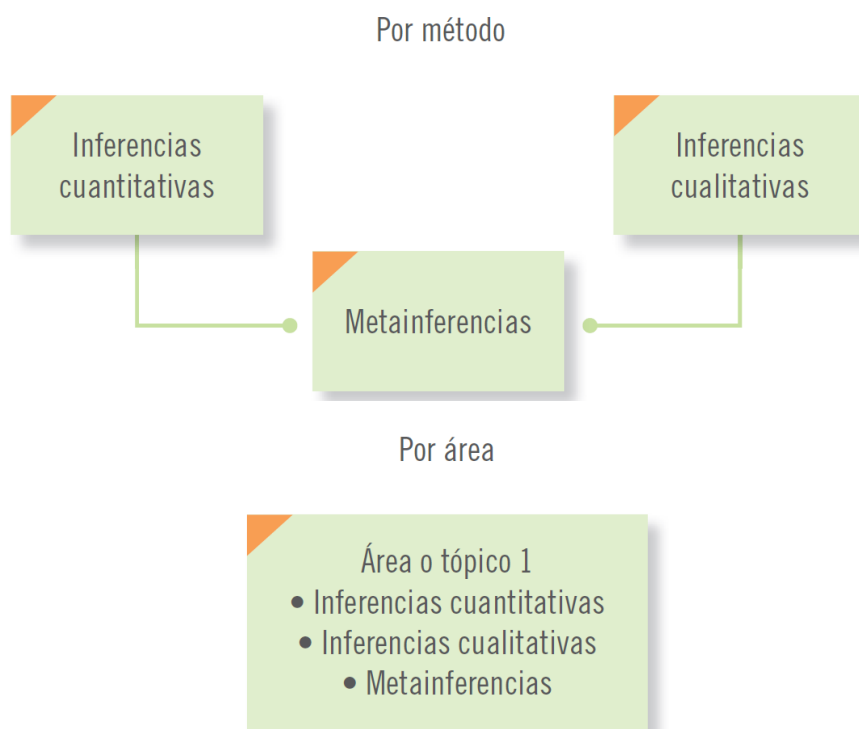 Por método
Inferencias
cuantitativas
Inferencias
cualitativas
Metainferencias
Por área
Área o tópico 1
• Inferencias cuantitativas
• Inferencias cualitativas
• Metainferencias